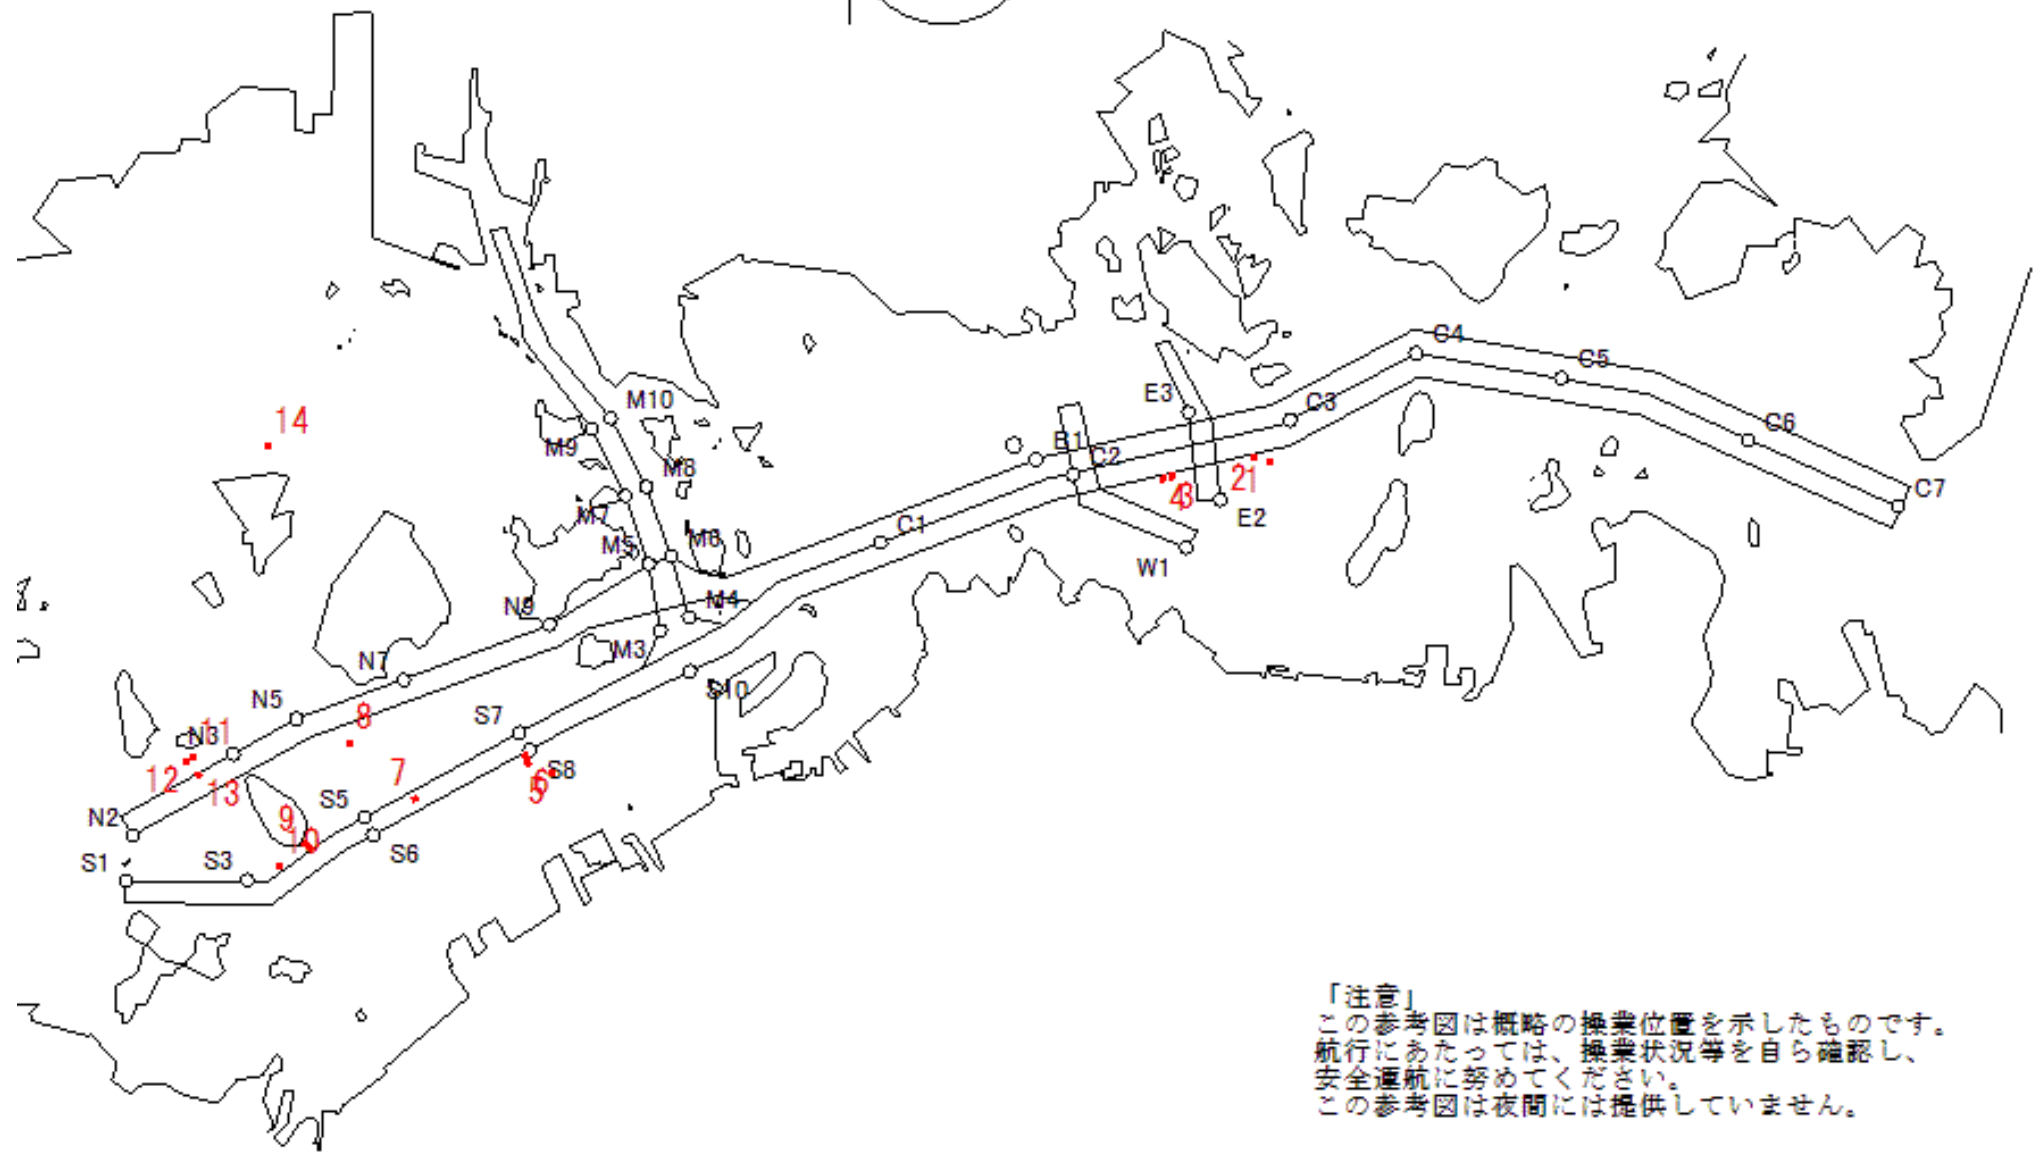 C4
C5
E3
M10
C3
14
C6
M9
B1
M8
C2
21
C7
43
E2
M7
C1
M5
M6
W1
N9
M4
M3
N7
S10
N5
8
S7
11
N3
12
7
S8
13
56
S5
9
N2
10
S6
S1
S3
「注意」
この参考図は概略の操業位置を示したものです。
航行にあたっては、操業状況等を自ら確認し、
安全運航に努めてください。
この参考図は夜間には提供していません。